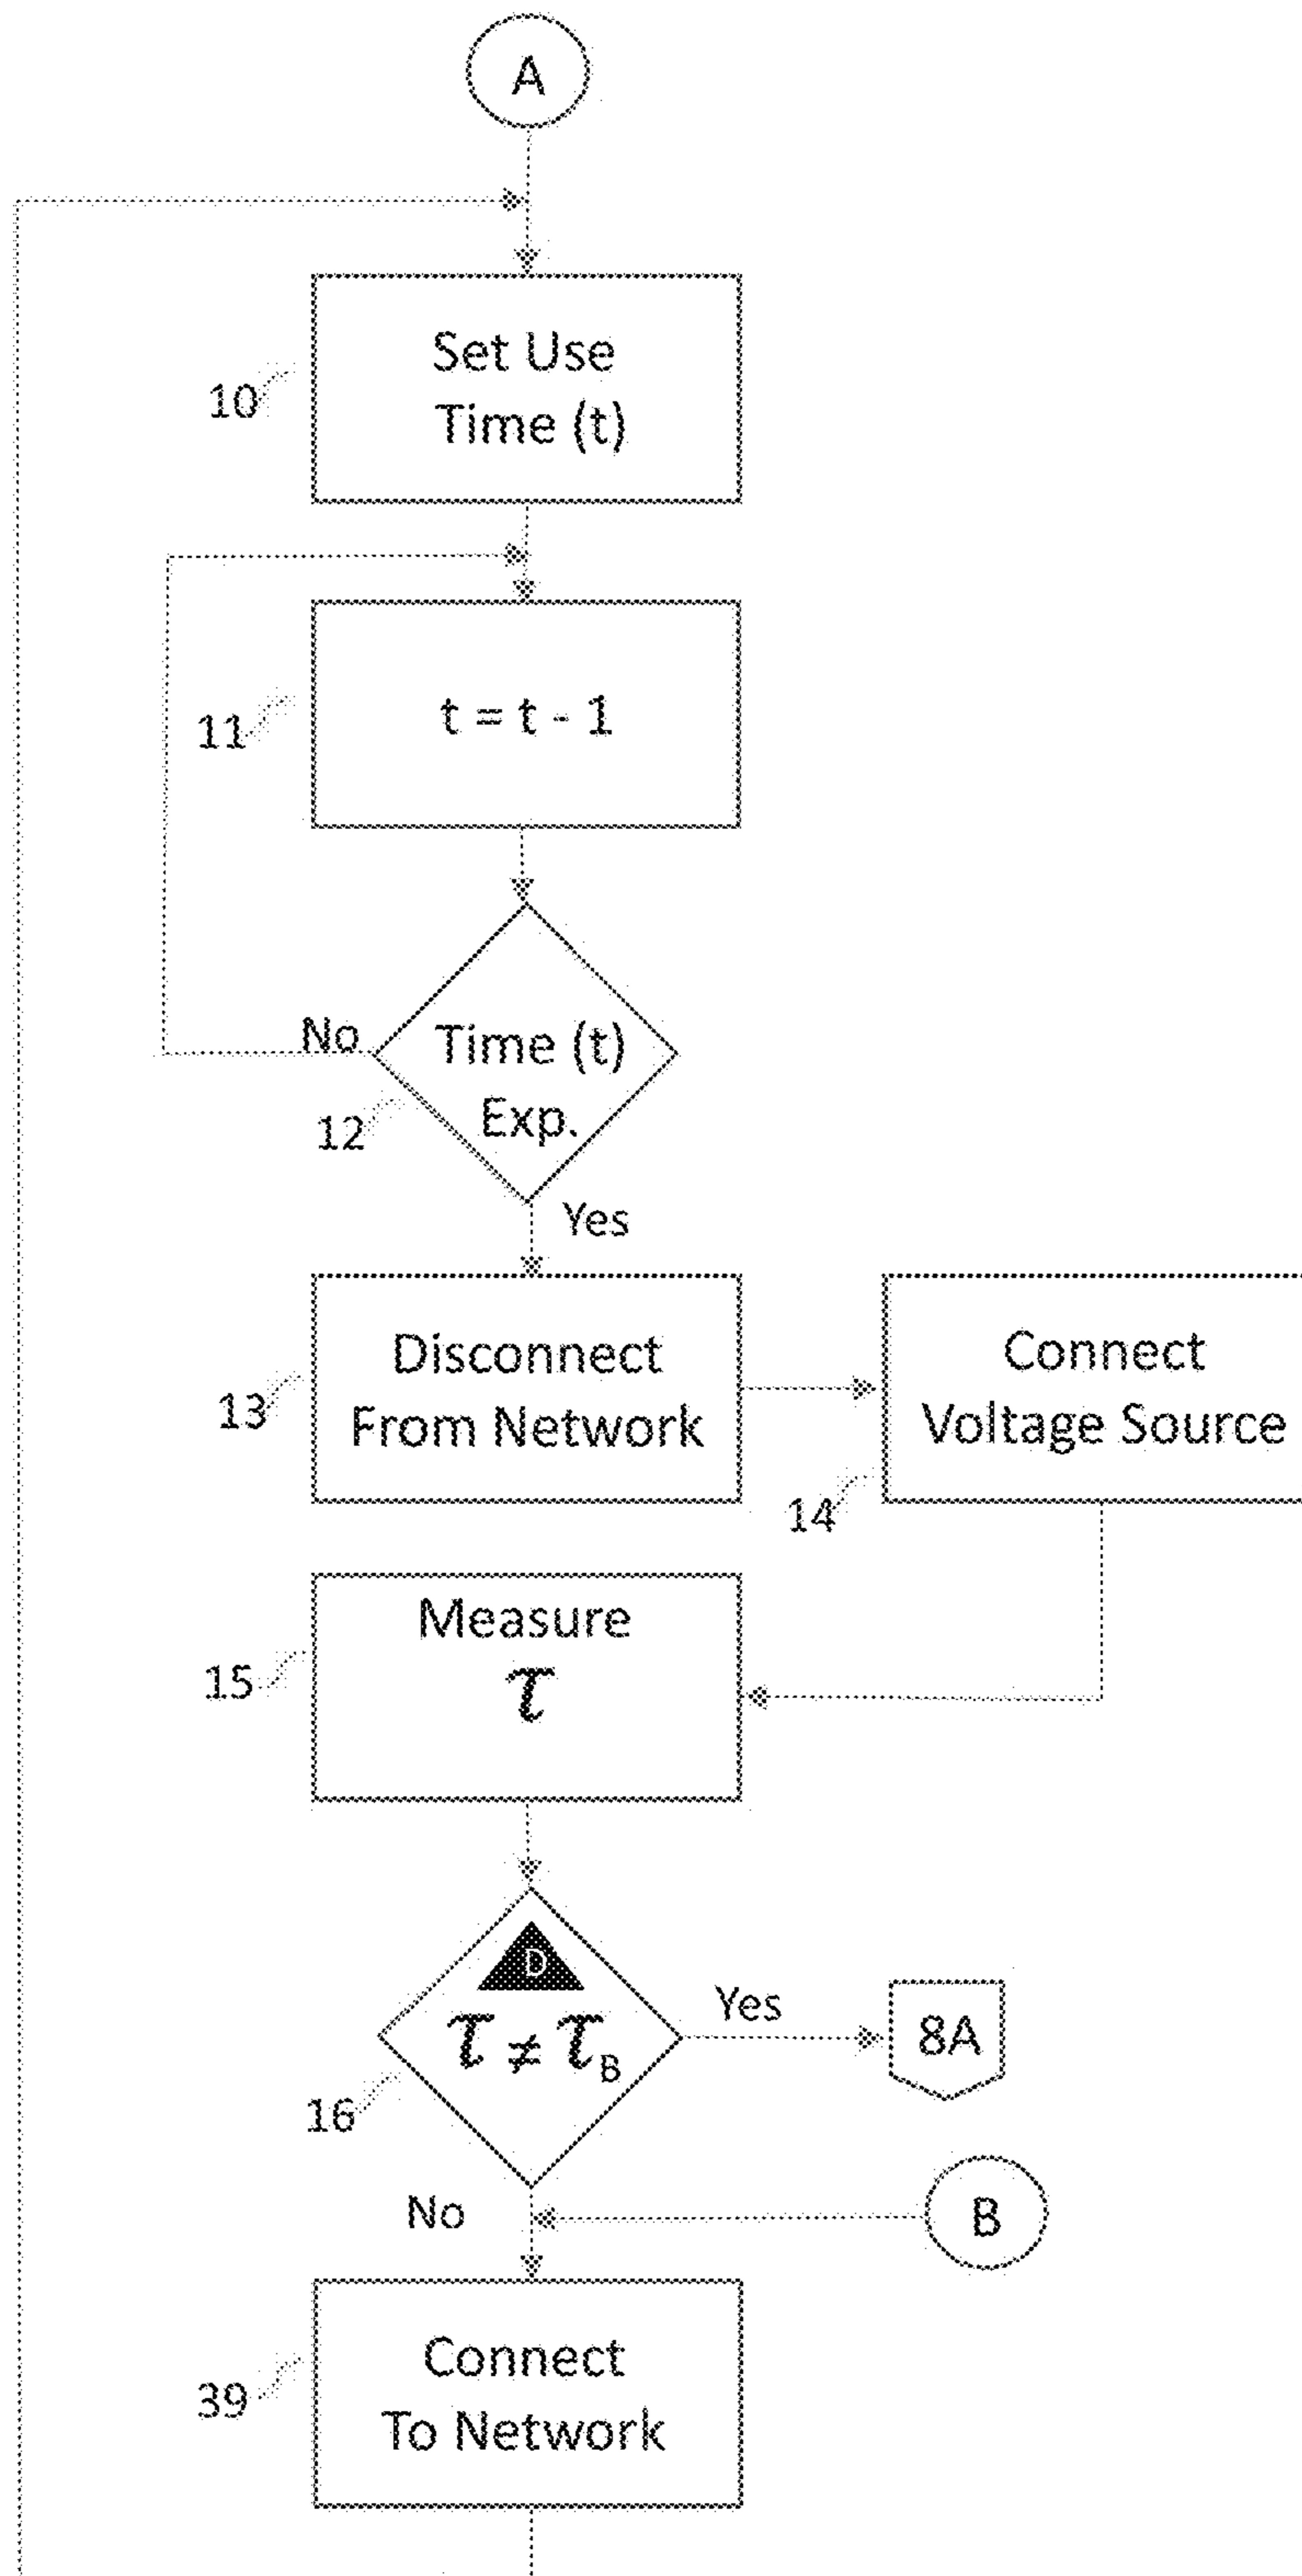 A
Set Use
Time (t)
10
t = t - 1
11
No
Time (t)
Exp.
12
Yes
Disconnect
From Network
13
Connect
Voltage Source
14
Measure
τ
15
D
τ ≠ τB
Yes
8A
16
No
B
Connect
To Network
39